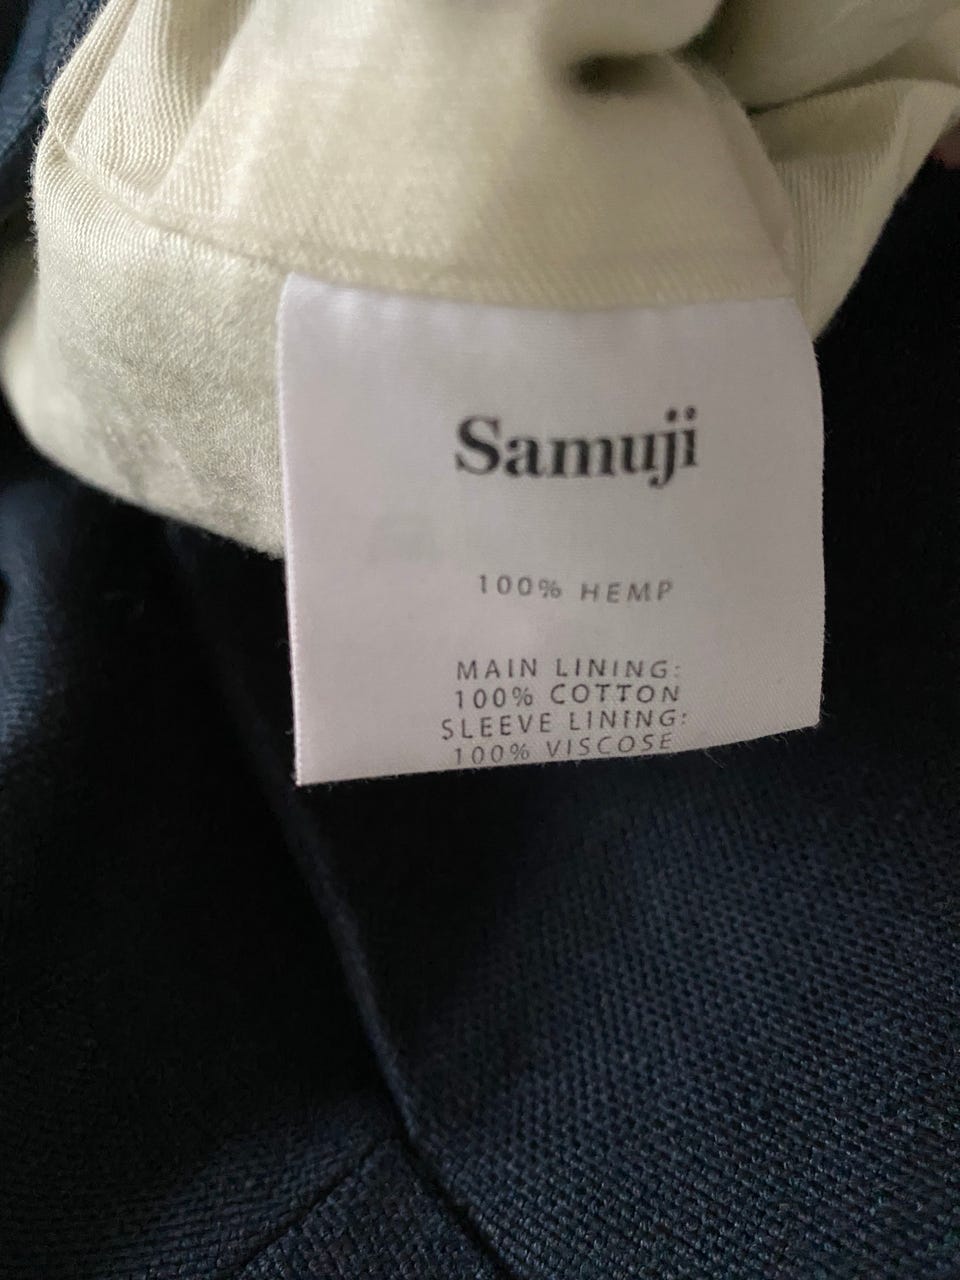 Samuji
100% HEMP
MAIN LINING:
100% COTTON
SLEEVE LINING:
100% VISCOSE